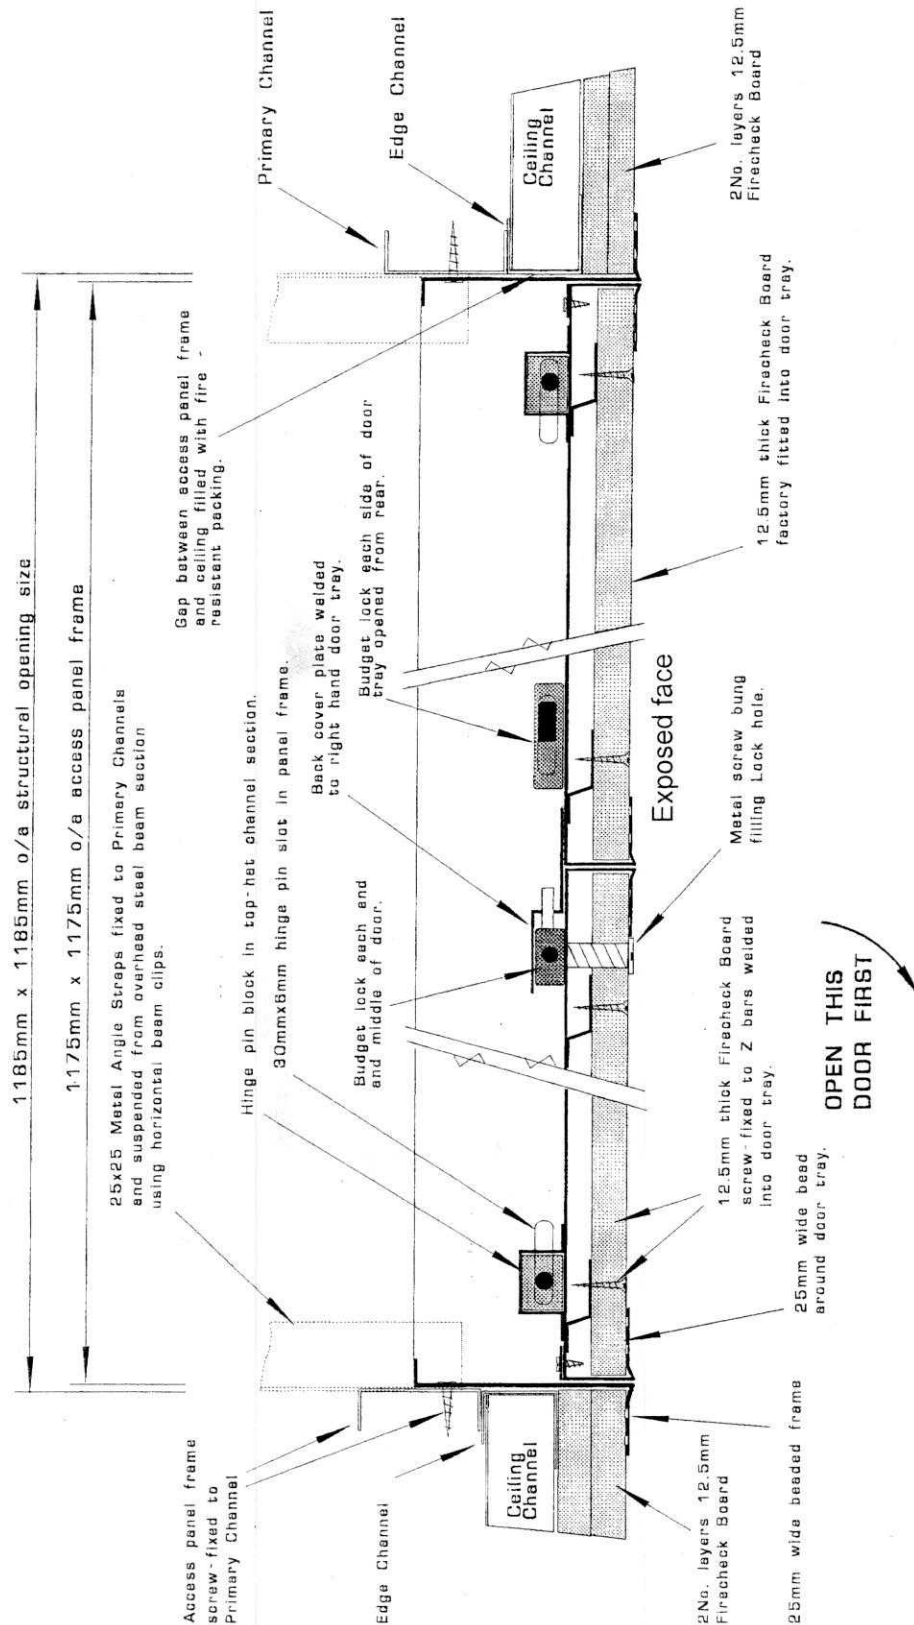 1185mm x 1185mm o/a structural opening size
1175mm x 1175mm o/a access panel frame
25x25 Metal Angle Straps fixed to Primary Channels
and suspended from overhead steel beam section
using horizontal beam clips.
Gap between access panel frame
and ceiling filled with fire -
resistant packing.
Primary Channel
Edge Channel
Access panel frame
screw-fixed to
Primary Channel
Edge Channel
Hinge pin block in top-hat channel section.
30mmx6mm hinge pin slot in panel frame.
Back cover plate welded
to right hand door tray.
Budget lock each side of door
tray opened from rear.
Budget lock each end
and middle of door.
Ceiling
Channel
Ceiling
Channel
Exposed face
2No. layers 12.5mm
Firecheck Board
25mm wide beaded frame
25mm wide bead
around door tray.
12.5mm thick Firecheck Board
screw-fixed to Z bars welded
into door tray.
Metal screw bung
filling Lock hole.
12.5mm thick Firecheck Board
factory fitted into door tray.
2No. layers 12.5mm
Firecheck Board
OPEN THIS
DOOR FIRST